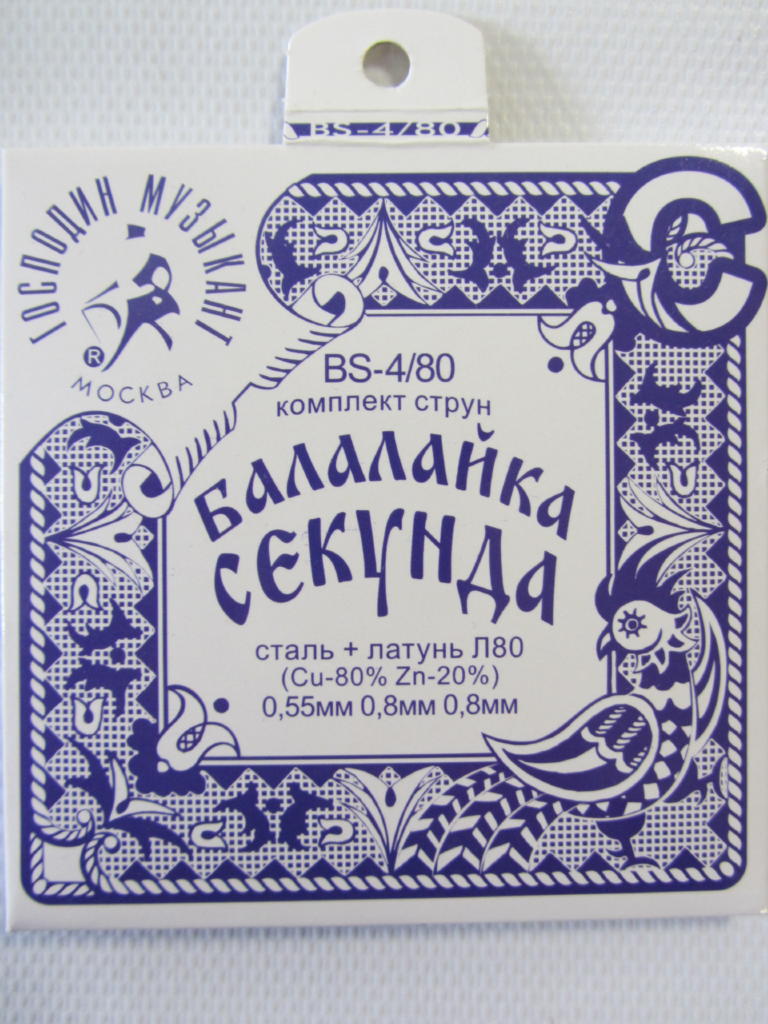 BS-4/80
ГОСПОДИН МУЗЫКАНТ
®
МОСКВА
С
BS-4/80
комплект струн
БАЛАЛАЙКА
СЕКУНДА
сталь + латунь Л80
(Cu-80% Zn-20%)
0,55мм 0,8мм 0,8мм